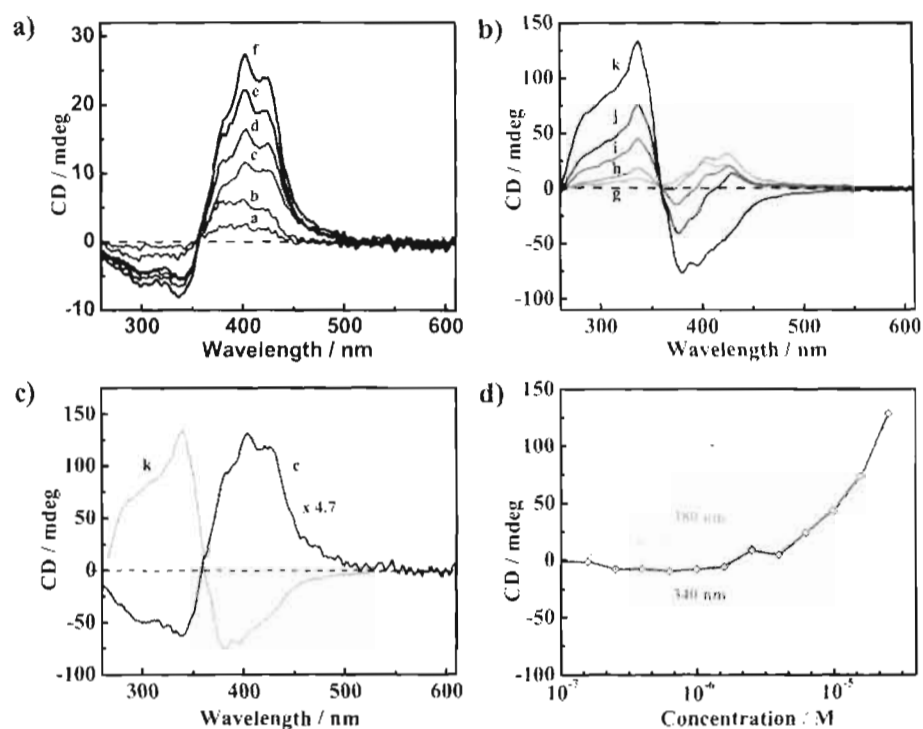 a)
30
20
10
0
-10
CD / mdeg
f
e
d
c
b
a
300 400 500 600
Wavelength / nm
b)
150
100
50
0
-50
-100
CD / mdeg
k
j
i
h
g
300 400 500 600
Wavelength / nm
c)
150
100
50
0
-50
-100
CD / mdeg
k
e
x 4.7
300 400 500 600
Wavelength / nm
d)
150
100
50
0
-50
-100
CD / mdeg
380 nm
340 nm
10⁻⁷ 10⁻⁶ 10⁻⁵
Concentration / M